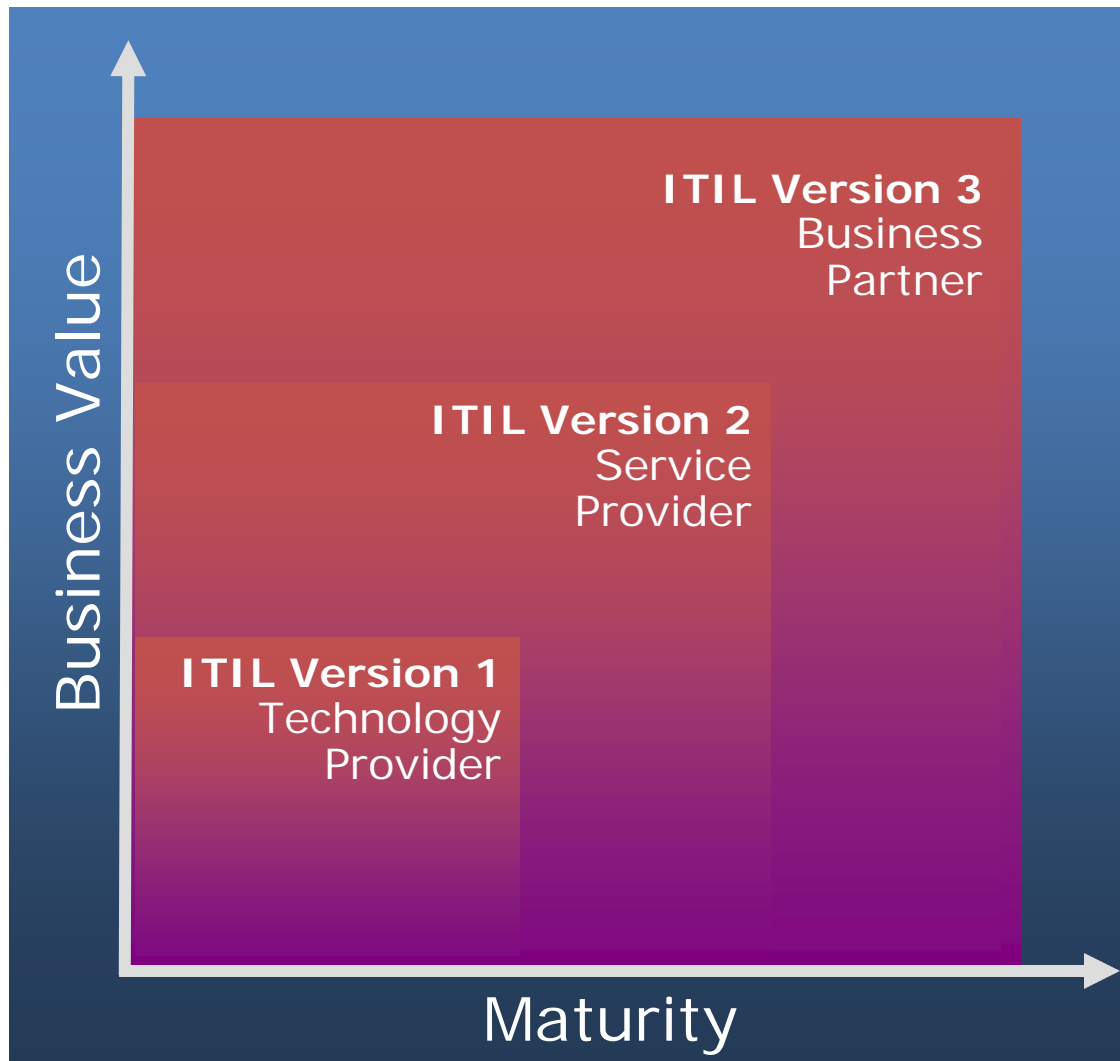 ITIL Version 3
Business
Partner
ITIL Version 2
Service
Provider
ITIL Version 1
Technology
Provider
Business Value
Maturity